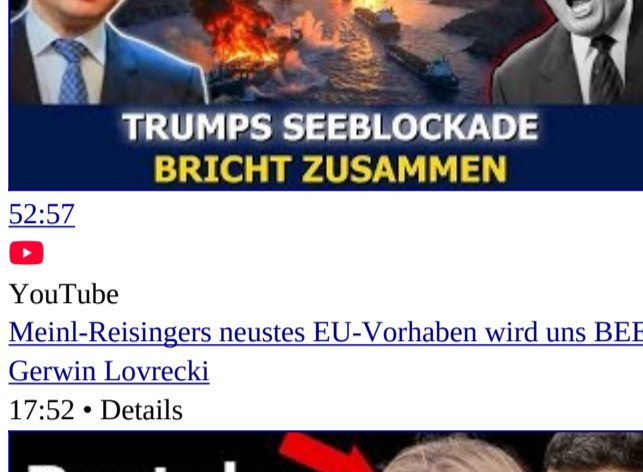 TRUMPS SEEBLOCKADE
BRICHT ZUSAMMEN
52:57
YouTube
Meinl-Reisingers neustes EU-Vorhaben wird uns
Gerwin Lovrecki
17:52 • Details